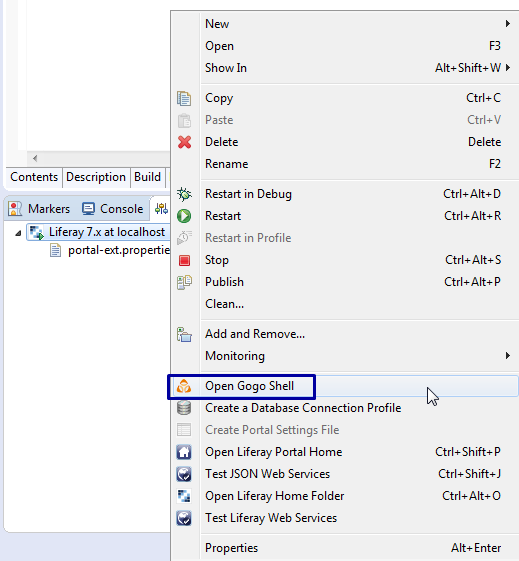 New
Open F3
Show In Alt+Shift+W
Copy Ctrl+C
Paste Ctrl+V
Delete Delete
Rename F2
Contents Description Build
Restart in Debug Ctrl+Alt+D
Markers Console
Restart Ctrl+Alt+R
Liferay 7.x at localhost
Restart in Profile
portal-ext.propertie
Stop Ctrl+Alt+S
Publish Ctrl+Alt+P
Clean...
Add and Remove...
Monitoring
Open Gogo Shell
Create a Database Connection Profile
Create Portal Settings File
Open Liferay Portal Home Ctrl+Shift+P
Test JSON Web Services Ctrl+Shift+J
Open Liferay Home Folder Ctrl+Alt+O
Test Liferay Web Services
Properties Alt+Enter